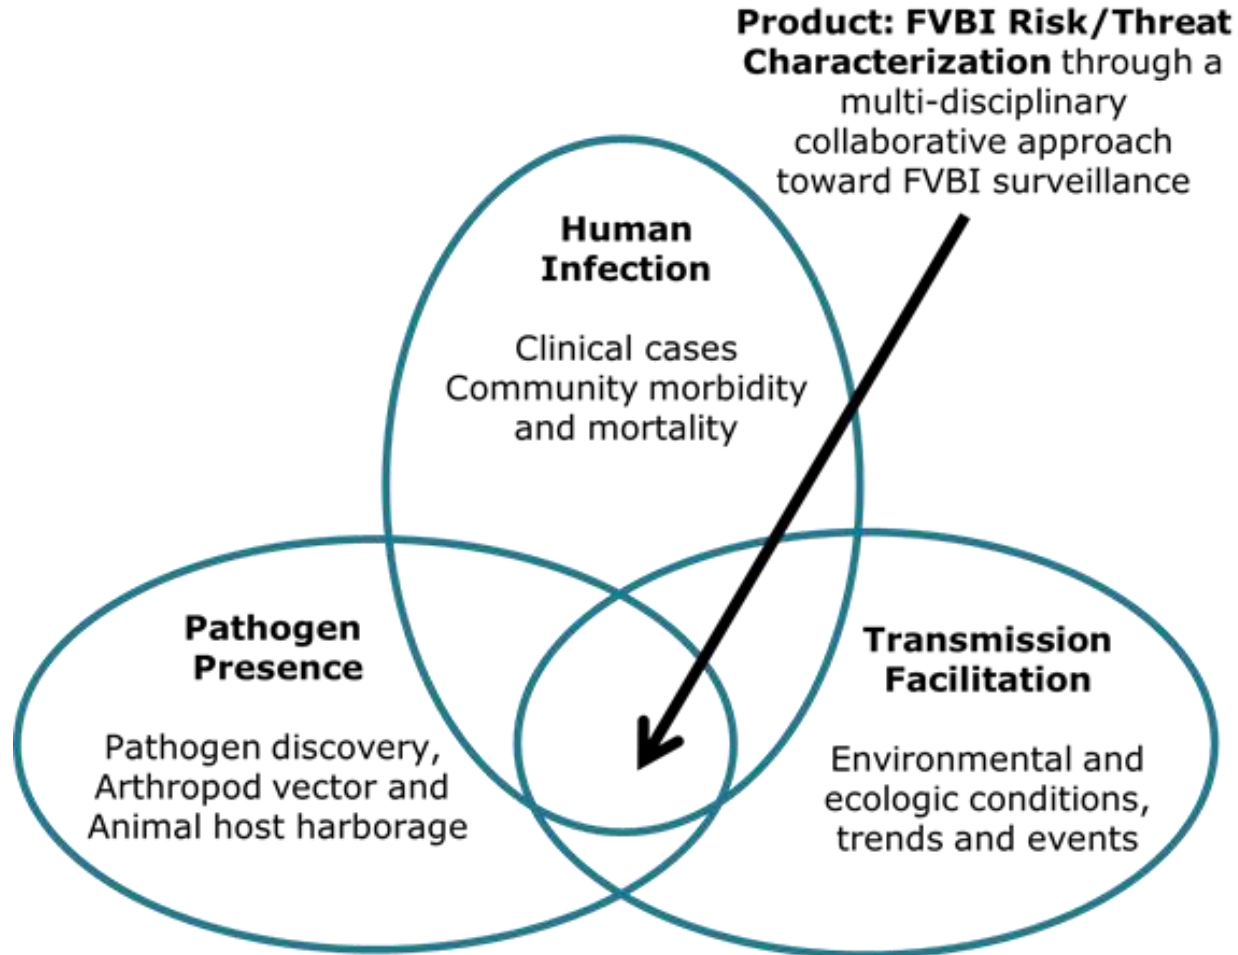 Product: FVBI Risk/Threat
Characterization through a
multi-disciplinary
collaborative approach
toward FVBI surveillance
Human
Infection
Clinical cases
Community morbidity
and mortality
Pathogen
Presence
Pathogen discovery,
Arthropod vector and
Animal host harborage
Transmission
Facilitation
Environmental and
ecologic conditions,
trends and events